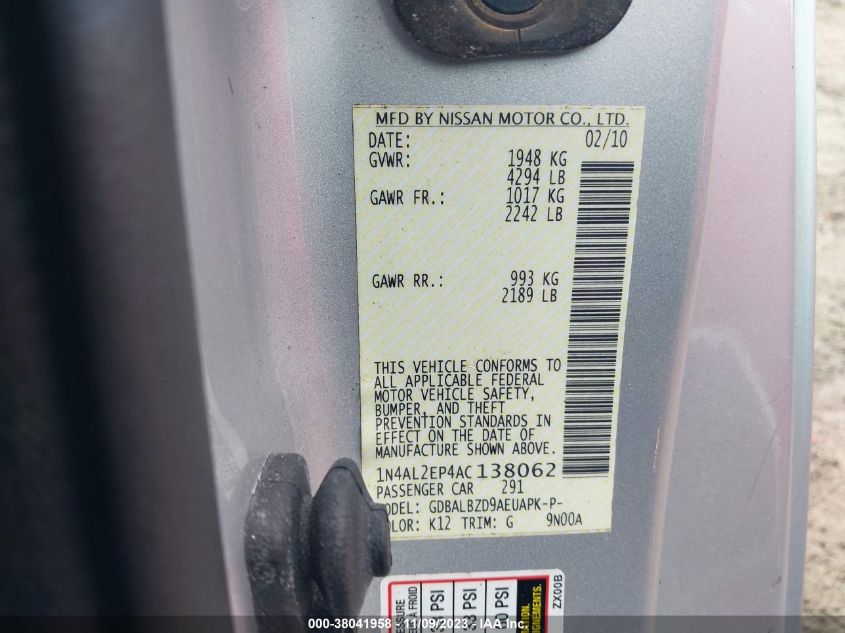 MFD BY NISSAN MOTOR CO., LTD.
DATE: 02/10
GVWR: 1948 KG
4294 LB
GAWR FR.: 1017 KG
2242 LB
GAWR RR.: 993 KG
2189 LB
THIS VEHICLE CONFORMS TO
ALL APPLICABLE FEDERAL
MOTOR VEHICLE SAFETY,
BUMPER, AND THEFT
PREVENTION STANDARDS IN
EFFECT ON THE DATE OF
MANUFACTURE SHOWN ABOVE.
1N4AL2EP4AC138062
PASSENGER CAR 291
MODEL: GDBALBZD9AEUAPK-P-
COLOR: K12 TRIM: G 9N00A
À FROID
PSI
PSI
PSI
ZX00B
000-38041958 - 11/09/2023 - IAA Inc.